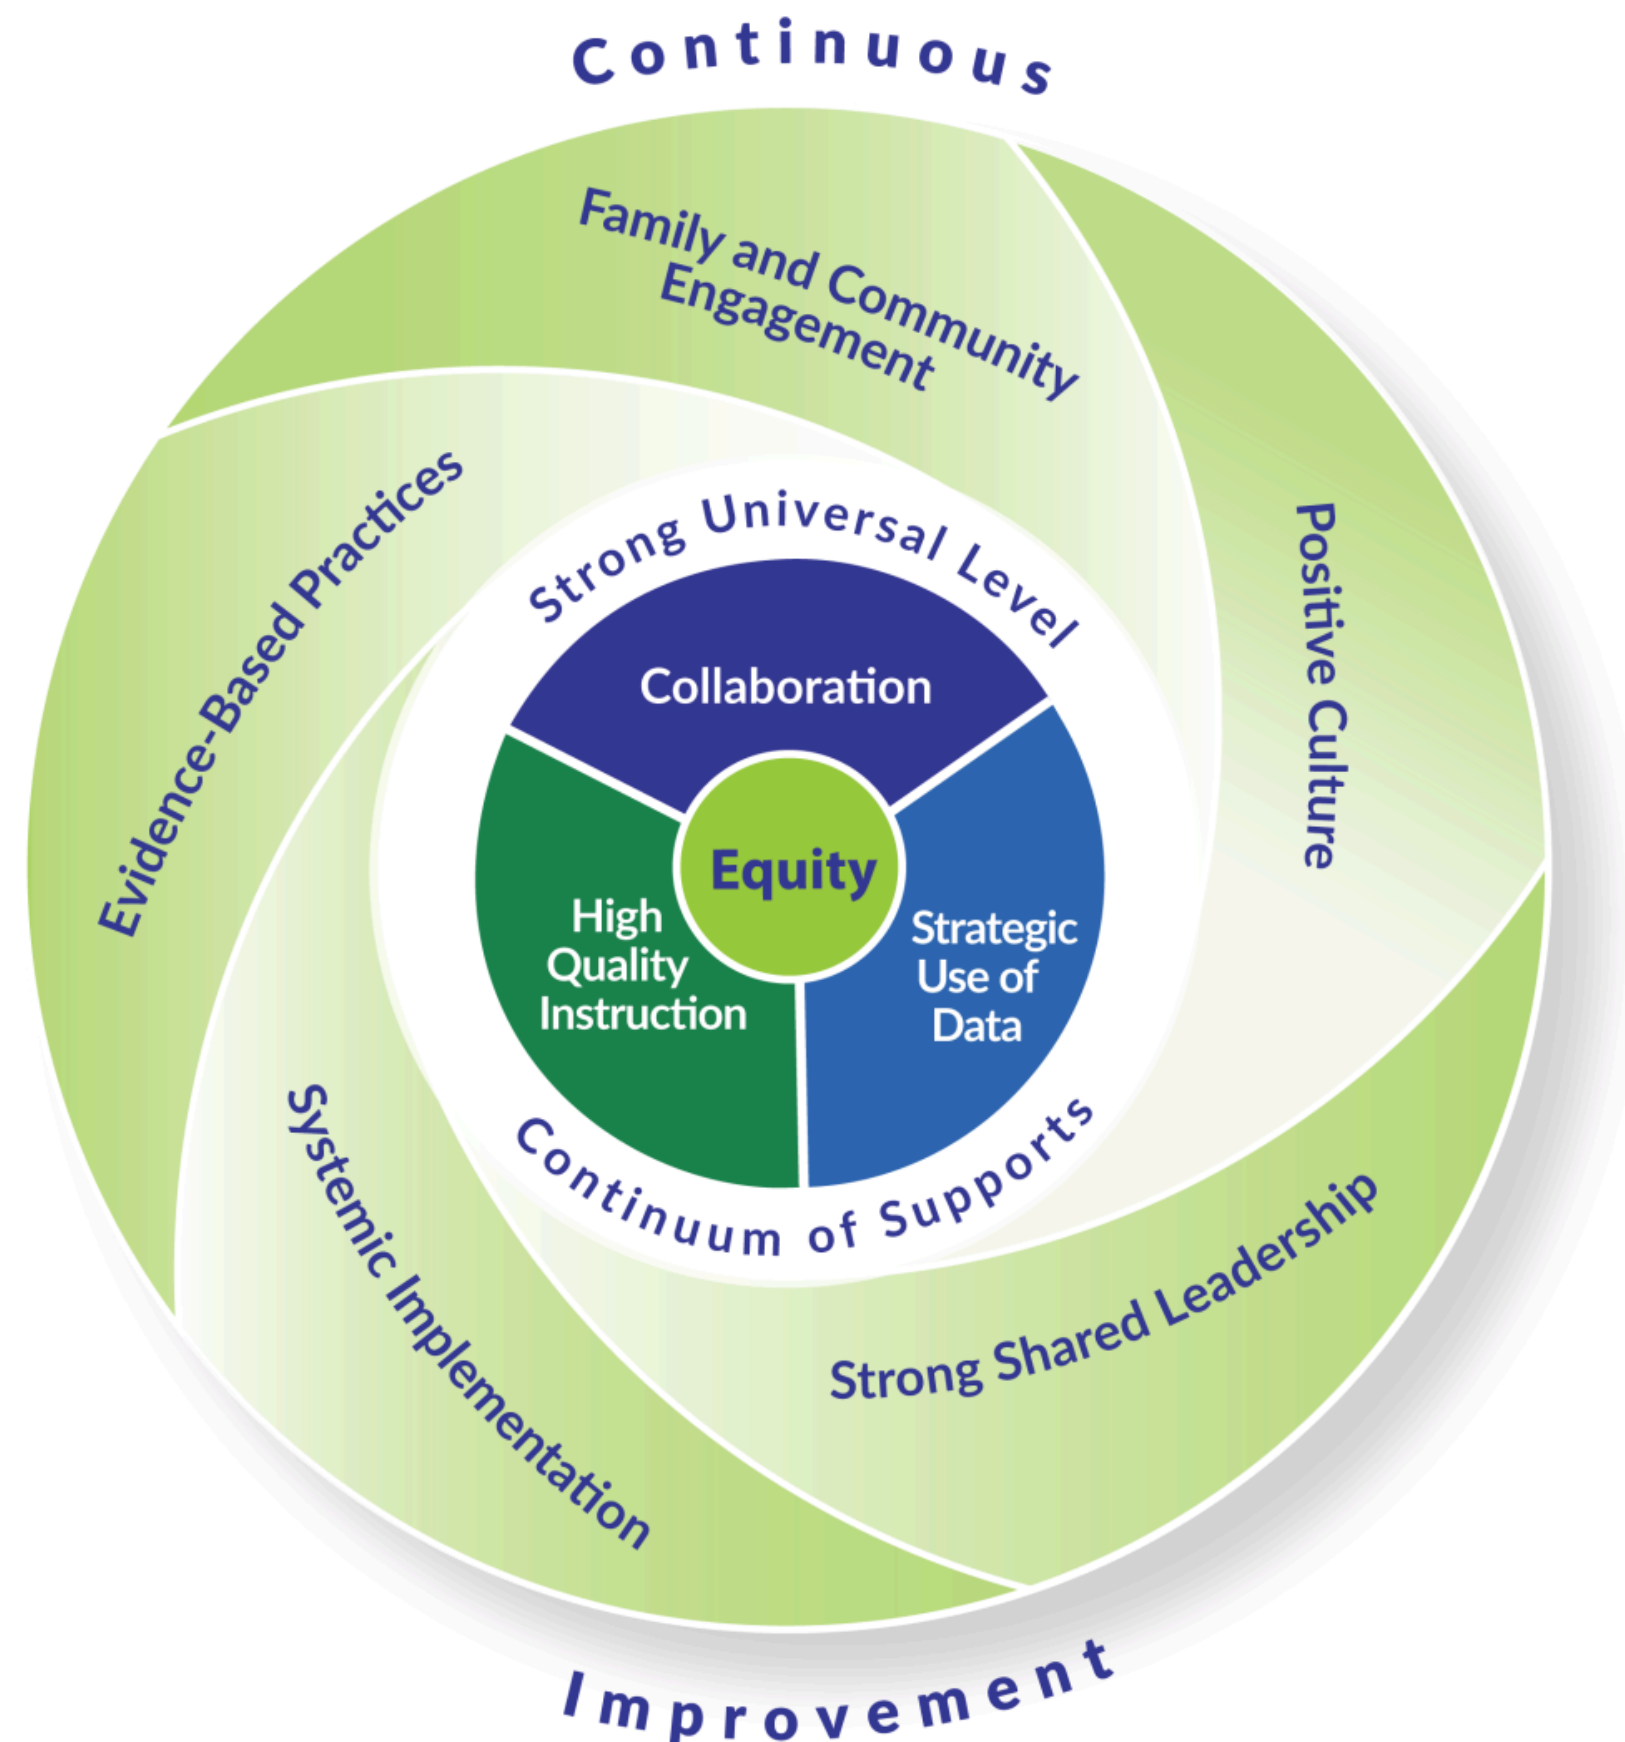 Continuous
Family and Community
Engagement
Positive Culture
Evidence-Based Practices
Strong Universal Level
Collaboration
Equity
High
Quality
Instruction
Strategic
Use of
Data
Continuum of Supports
Systemic Implementation
Strong Shared Leadership
Improvement